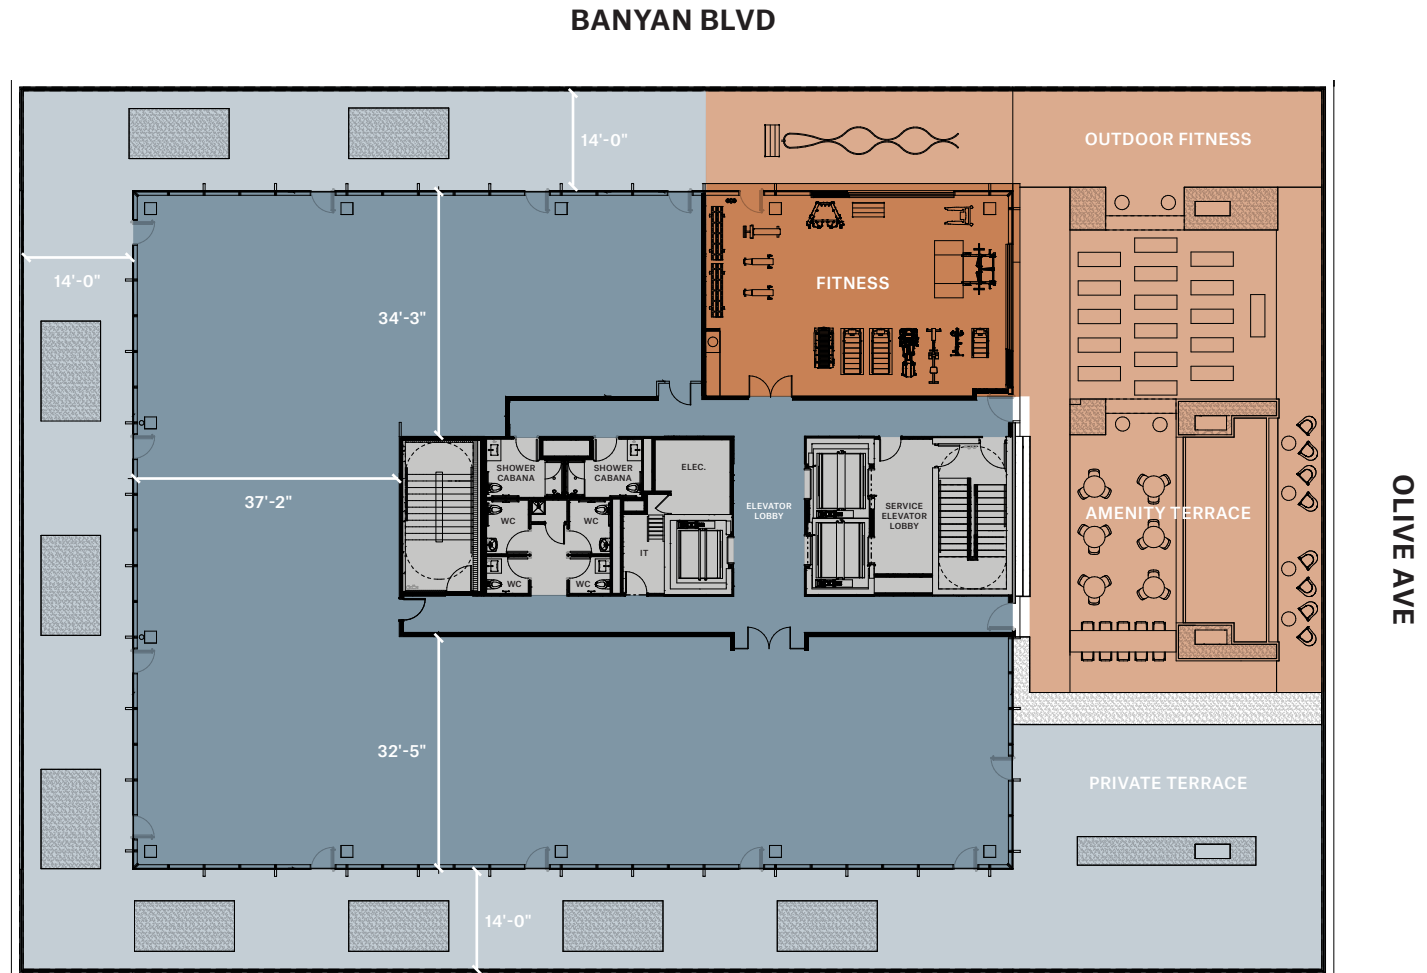 BANYAN BLVD
14'-0"
OUTDOOR FITNESS
14'-0"
FITNESS
34'-3"
SHOWER
CABANA
SHOWER
CABANA
ELEC.
37'-2"
WC
WC
ELEVATOR
LOBBY
SERVICE
ELEVATOR
LOBBY
AMENITY TERRACE
IT
WC
WC
OLIVE AVE
32'-5"
PRIVATE TERRACE
14'-0"